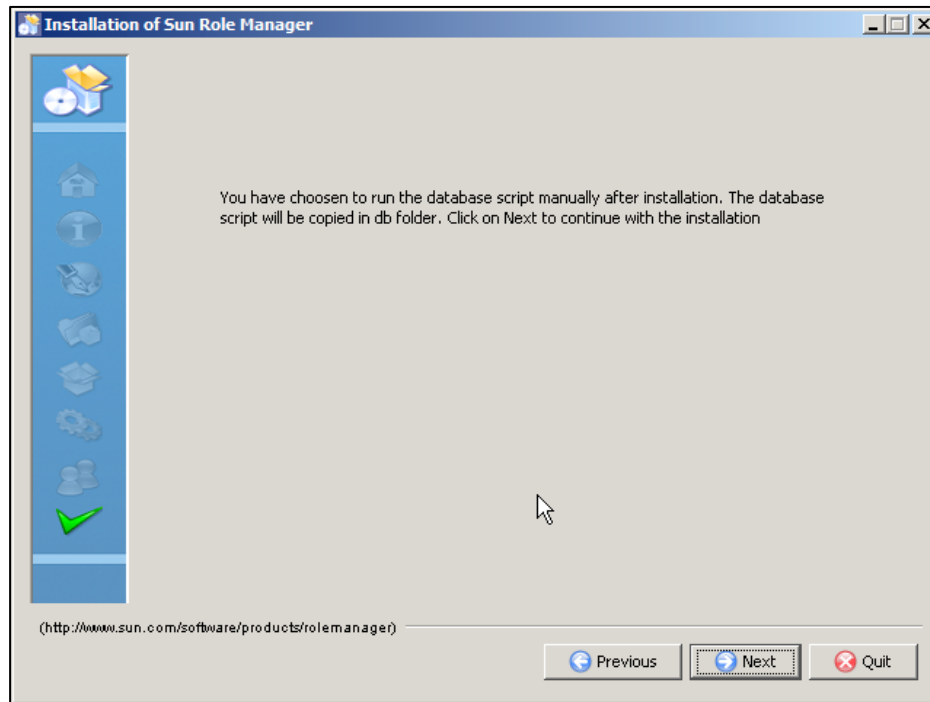 Installation of Sun Role Manager
You have choosen to run the database script manually after installation. The database
script will be copied in db folder. Click on Next to continue with the installation
(http://www.sun.com/software/products/rolemanager)
Previous
Next
Quit